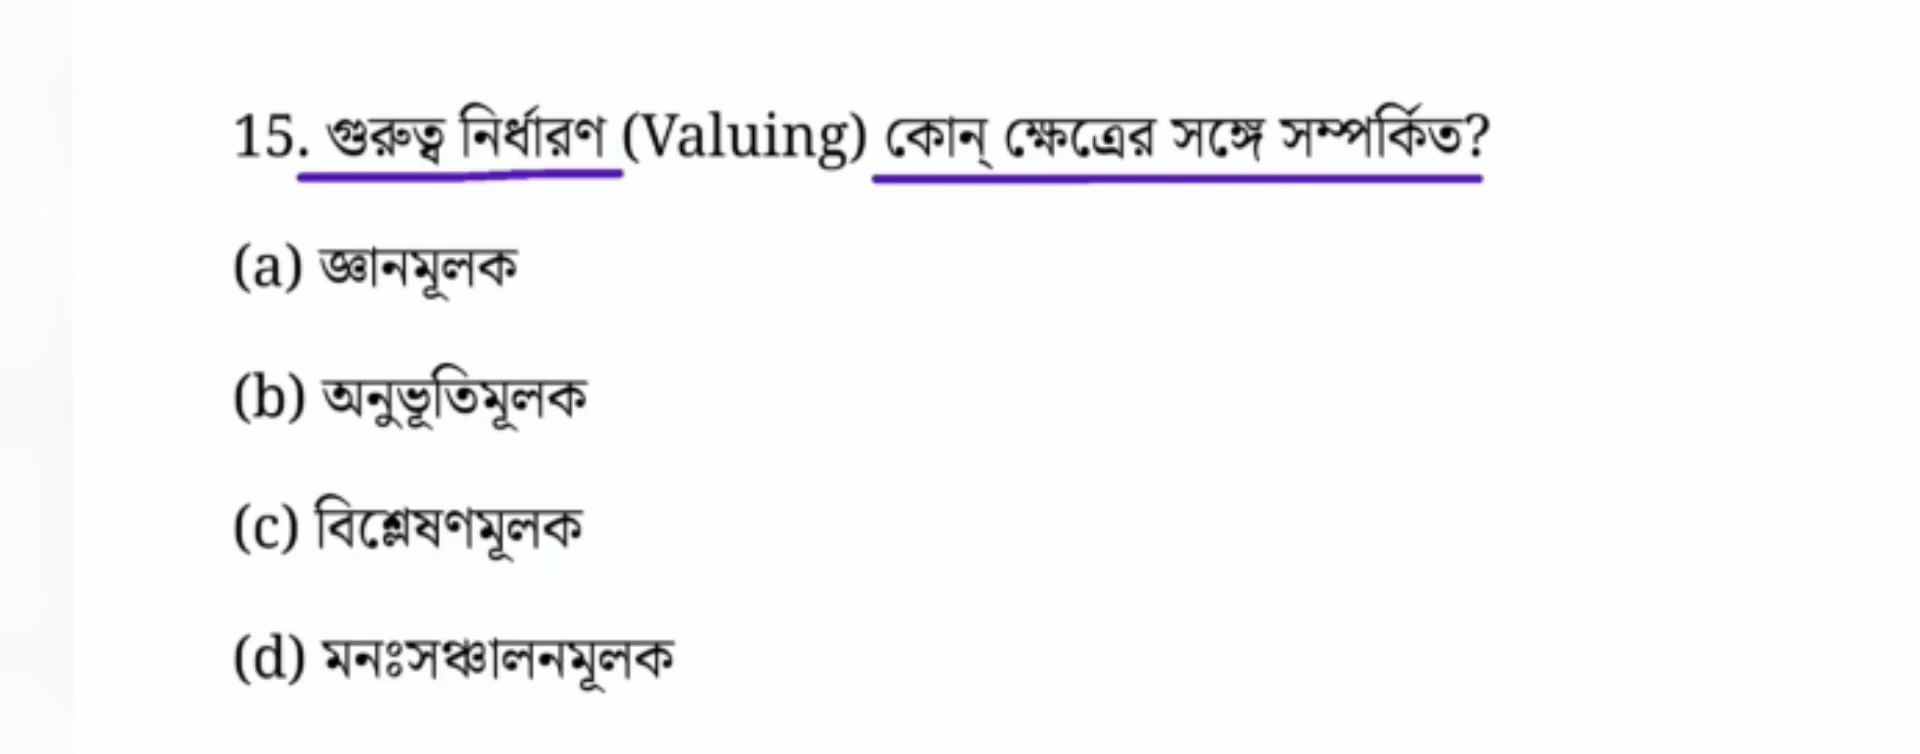 15. গুরুত্ব নির্ধারণ (Valuing) কোন্ ক্ষেত্রের সঙ্গে সম্পর্কিত?
(a) জ্ঞানমূলক
(b) অনুভূতিমূলক
(c) বিশ্লেষণমূলক
(d) মনঃসঞ্চালনমূলক